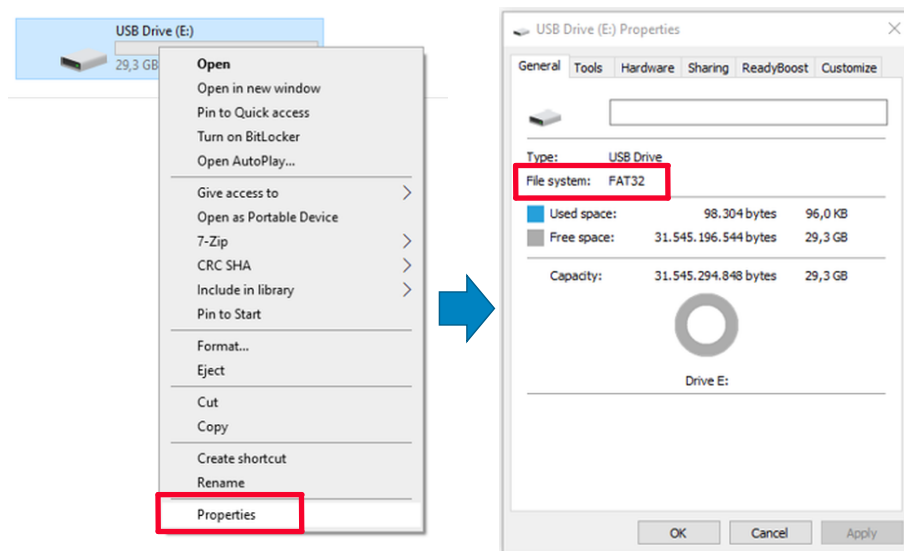 USB Drive (E:)
29,3 GB
Open
Open in new window
Pin to Quick access
Turn on BitLocker
Open AutoPlay...
Give access to
Open as Portable Device
7-Zip
CRC SHA
Include in library
Pin to Start
Format...
Eject
Cut
Copy
Create shortcut
Rename
Properties
USB Drive (E:) Properties
General Tools Hardware Sharing ReadyBoost Customize
Type: USB Drive
File system: FAT32
Used space: 98.304 bytes 96,0 KB
Free space: 31.545.196.544 bytes 29,3 GB
Capacity: 31.545.294.848 bytes 29,3 GB
Drive E:
OK Cancel Apply